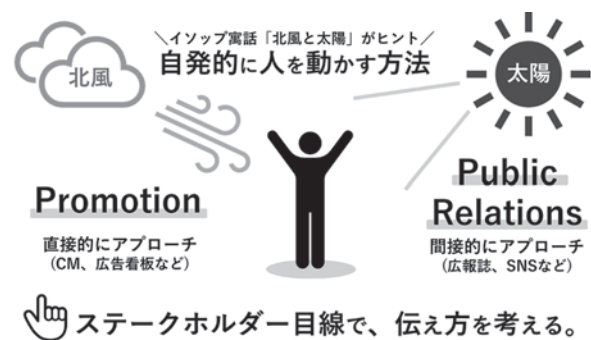 ＼イソップ寓話「北風と太陽」がヒント／
自発的に人を動かす方法
北風
太陽
Promotion
直接的にアプローチ
（CM、広告看板など）
Public
Relations
間接的にアプローチ
（広報誌、SNSなど）
ステークホルダー目線で、伝え方を考える。